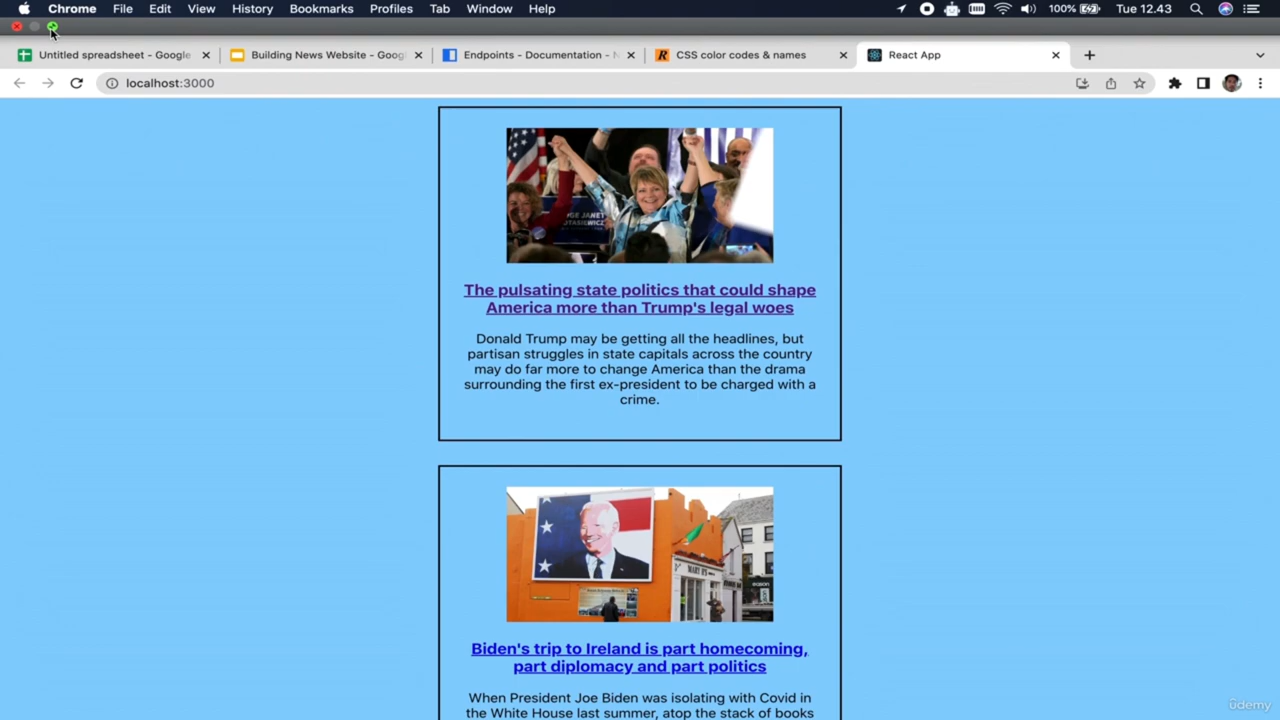 Chrome File Edit View History Bookmarks Profiles Tab Window Help 100% Tue 12.43
Untitled spreadsheet - Google
Building News Website - Goog
Endpoints - Documentation - N
CSS color codes & names
React App
localhost:3000
GE JANET
OTASIEWICZ
The pulsating state politics that could shape
America more than Trump's legal woes
Donald Trump may be getting all the headlines, but
partisan struggles in state capitals across the country
may do far more to change America than the drama
surrounding the first ex-president to be charged with a
crime.
Biden's trip to Ireland is part homecoming,
part diplomacy and part politics
When President Joe Biden was isolating with Covid in
the White House last summer, atop the stack of books
udemy